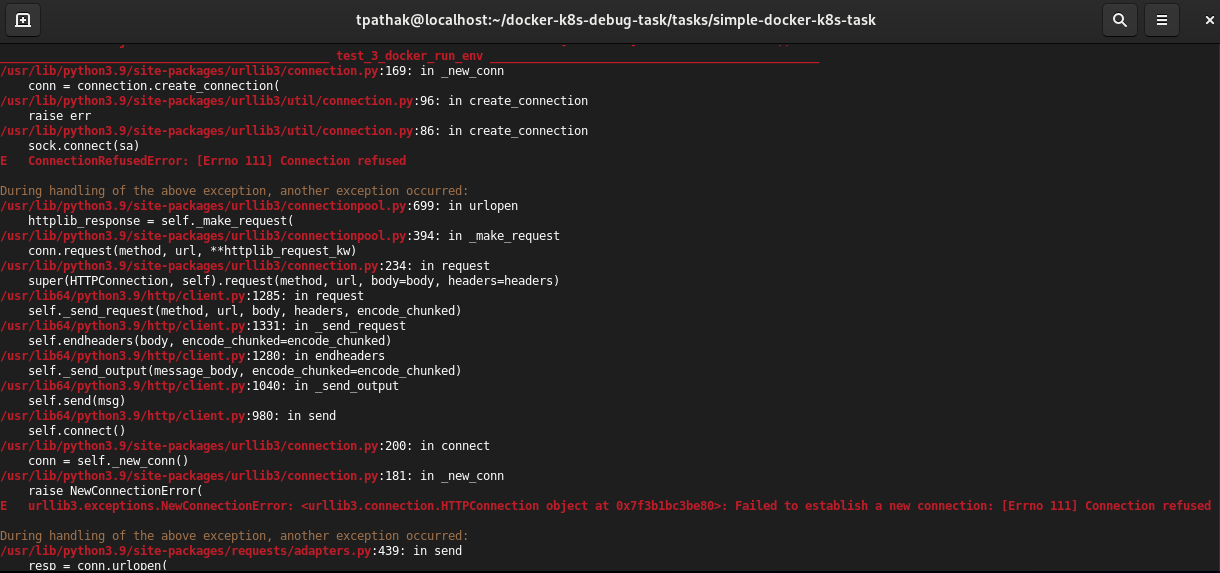 tpathak@localhost:~/docker-k8s-debug-task/tasks/simple-docker-k8s-task
test_3_docker_run_env
/usr/lib/python3.9/site-packages/urllib3/connection.py:169: in _new_conn
    conn = connection.create_connection(
/usr/lib/python3.9/site-packages/urllib3/util/connection.py:96: in create_connection
    raise err
/usr/lib/python3.9/site-packages/urllib3/util/connection.py:86: in create_connection
    sock.connect(sa)
E   ConnectionRefusedError: [Errno 111] Connection refused
During handling of the above exception, another exception occurred:
/usr/lib/python3.9/site-packages/urllib3/connectionpool.py:699: in urlopen
    httplib_response = self._make_request(
/usr/lib/python3.9/site-packages/urllib3/connectionpool.py:394: in _make_request
    conn.request(method, url, **httplib_request_kw)
/usr/lib/python3.9/site-packages/urllib3/connection.py:234: in request
    super(HTTPConnection, self).request(method, url, body=body, headers=headers)
/usr/lib64/python3.9/http/client.py:1285: in request
    self._send_request(method, url, body, headers, encode_chunked)
/usr/lib64/python3.9/http/client.py:1331: in _send_request
    self.endheaders(body, encode_chunked=encode_chunked)
/usr/lib64/python3.9/http/client.py:1280: in endheaders
    self._send_output(message_body, encode_chunked=encode_chunked)
/usr/lib64/python3.9/http/client.py:1040: in _send_output
    self.send(msg)
/usr/lib64/python3.9/http/client.py:980: in send
    self.connect()
/usr/lib/python3.9/site-packages/urllib3/connection.py:200: in connect
    conn = self._new_conn()
/usr/lib/python3.9/site-packages/urllib3/connection.py:181: in _new_conn
    raise NewConnectionError(
E   urllib3.exceptions.NewConnectionError: <urllib3.connection.HTTPConnection object at 0x7f3b1bc3be80>: Failed to establish a new connection: [Errno 111] Connection refused
During handling of the above exception, another exception occurred:
/usr/lib/python3.9/site-packages/requests/adapters.py:439: in send
    resp = conn.urlopen(